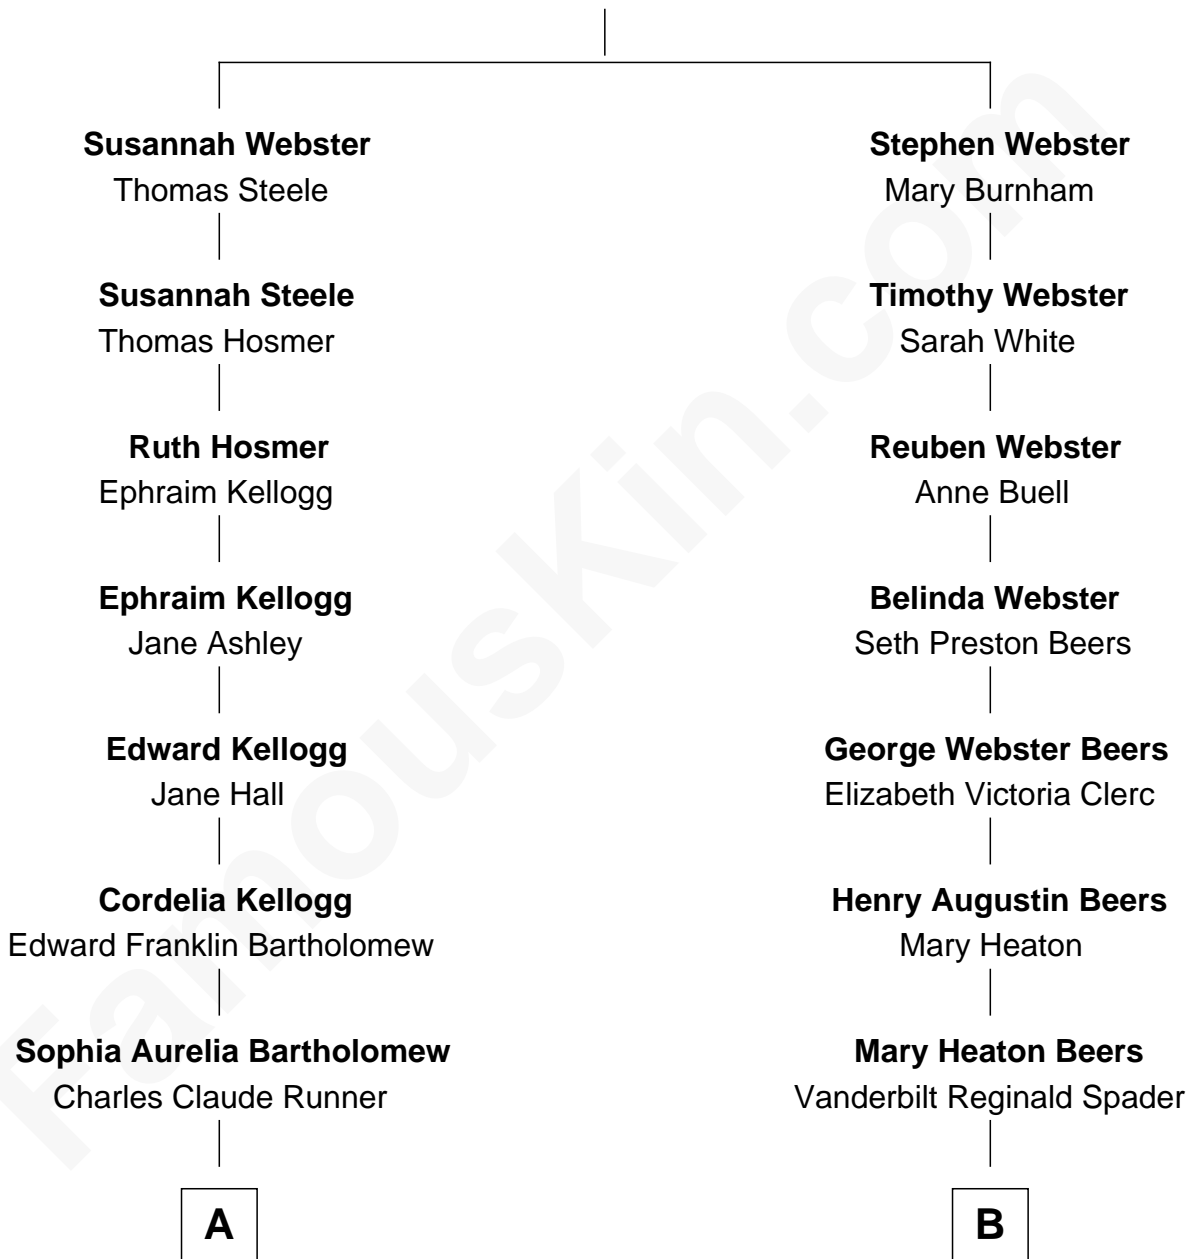 Susannah Webster
Thomas Steele
Susannah Steele
Thomas Hosmer
Ruth Hosmer
Ephraim Kellogg
Ephraim Kellogg
Jane Ashley
Edward Kellogg
Jane Hall
Cordelia Kellogg
Edward Franklin Bartholomew
Sophia Aurelia Bartholomew
Charles Claude Runner
A
Stephen Webster
Mary Burnham
Timothy Webster
Sarah White
Reuben Webster
Anne Buell
Belinda Webster
Seth Preston Beers
George Webster Beers
Elizabeth Victoria Clerc
Henry Augustin Beers
Mary Heaton
Mary Heaton Beers
Vanderbilt Reginald Spader
B
FamousKin.com